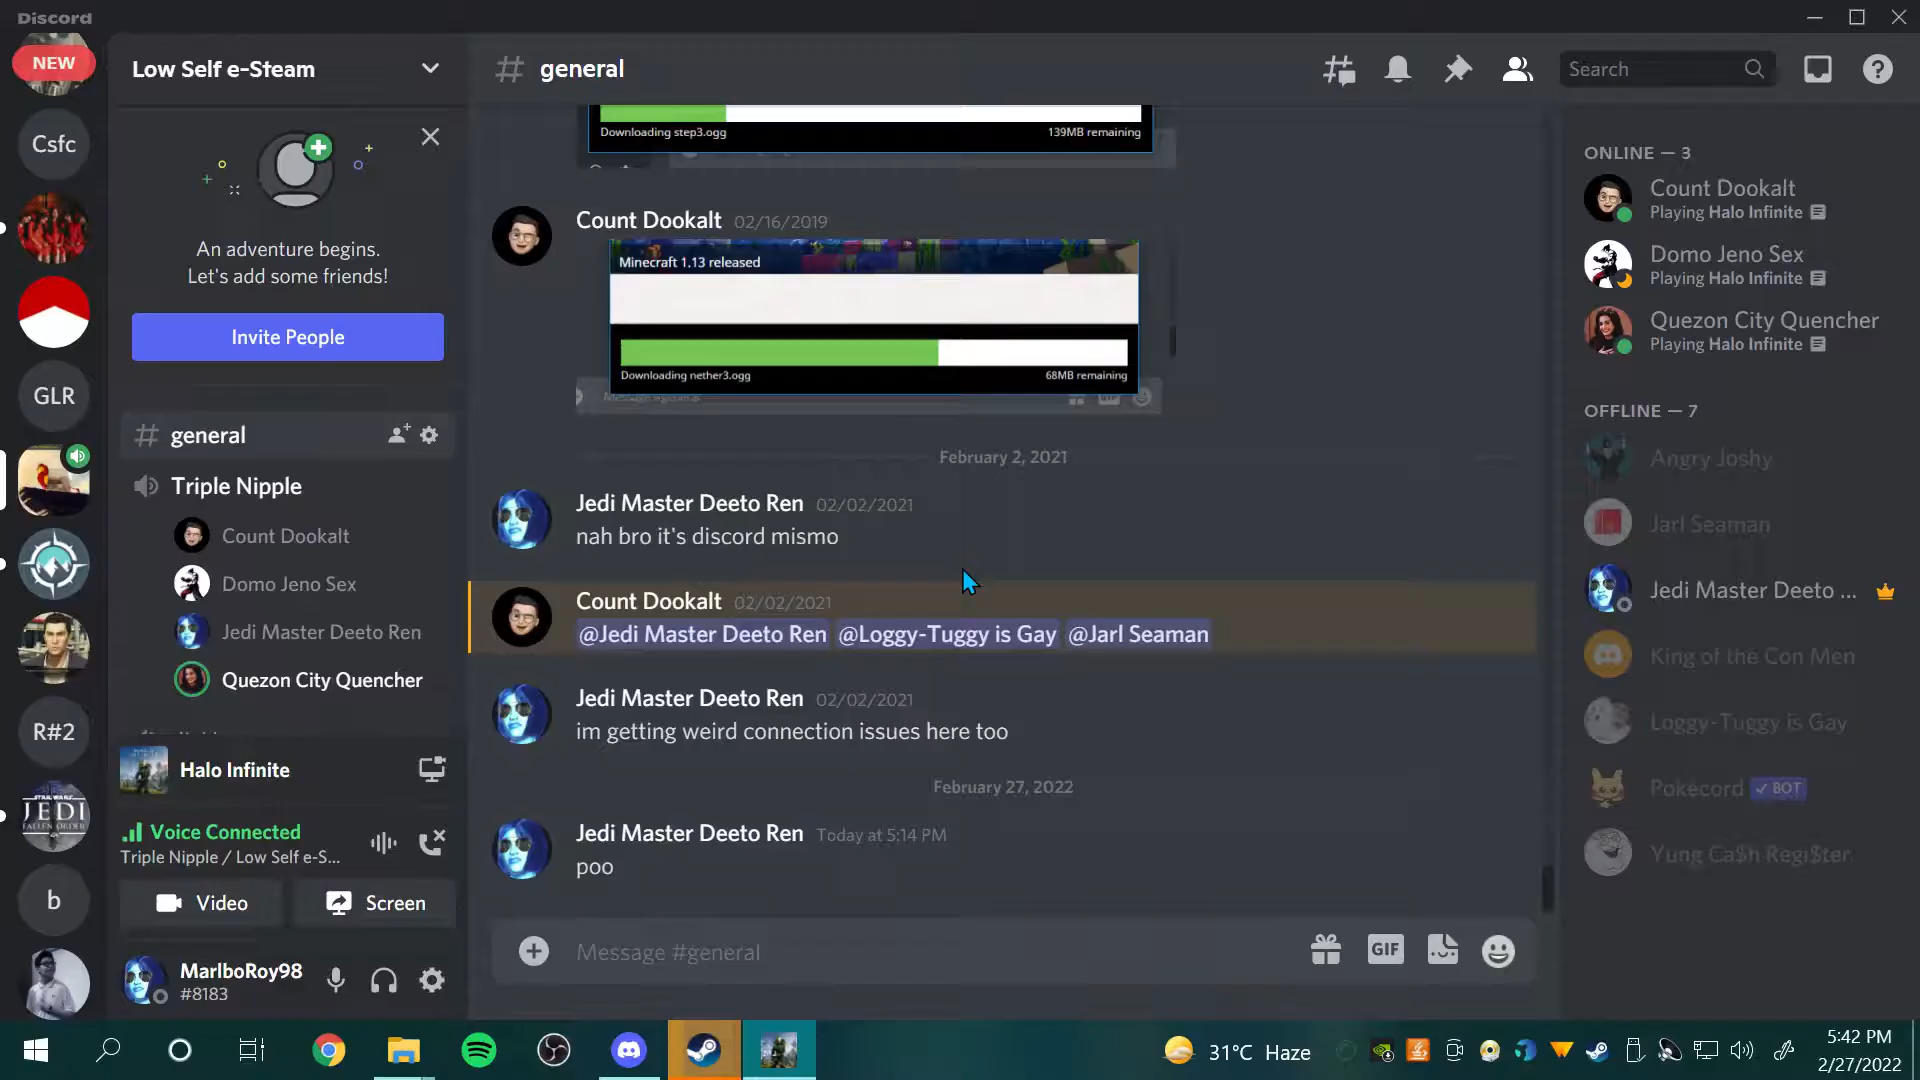 Discord
NEW
Csfc
GLR
R#2
STAR WARS
JEDI
FALLEN ORDER
b
Low Self e-Steam
An adventure begins.
Let's add some friends!
Invite People
general
Triple Nipple
Count Dookalt
Domo Jeno Sex
Jedi Master Deeto Ren
Quezon City Quencher
Halo Infinite
Voice Connected
Triple Nipple / Low Self e-S...
Video
Screen
MarlboRoy98
#8183
# general
Search
Downloading step3.ogg
139MB remaining
Count Dookalt 02/16/2019
Minecraft 1.13 released
Downloading nether3.ogg
68MB remaining
February 2, 2021
Jedi Master Deeto Ren 02/02/2021
nah bro it's discord mismo
Count Dookalt 02/02/2021
@Jedi Master Deeto Ren @Loggy-Tuggy is Gay @Jarl Seaman
Jedi Master Deeto Ren 02/02/2021
im getting weird connection issues here too
February 27, 2022
Jedi Master Deeto Ren Today at 5:14 PM
poo
Message #general
GIF
ONLINE — 3
Count Dookalt
Playing Halo Infinite
Domo Jeno Sex
Playing Halo Infinite
Quezon City Quencher
Playing Halo Infinite
OFFLINE — 7
Angry Joshy
Jarl Seaman
Jedi Master Deeto ...
King of the Con Men
Loggy-Tuggy is Gay
Pokécord ✓ BOT
Yung Ca$h Regi$ter
31°C Haze
5:42 PM
2/27/2022